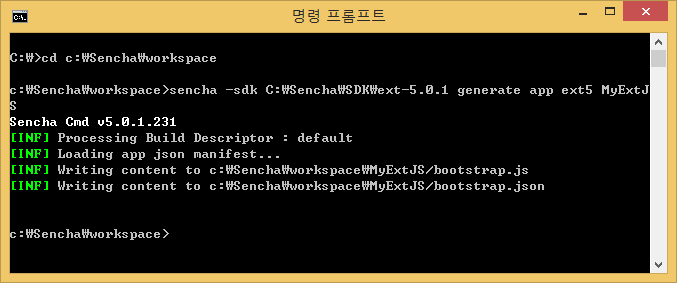 명령 프롬프트
C:₩>cd c:₩Sencha₩workspace
c:₩Sencha₩workspace>sencha -sdk C:₩Sencha₩SDK₩ext-5.0.1 generate app ext5 MyExtJ
S
Sencha Cmd v5.0.1.231
[INF] Processing Build Descriptor : default
[INF] Loading app json manifest...
[INF] Writing content to c:₩Sencha₩workspace₩MyExtJS/bootstrap.js
[INF] Writing content to c:₩Sencha₩workspace₩MyExtJS/bootstrap.json
c:₩Sencha₩workspace>